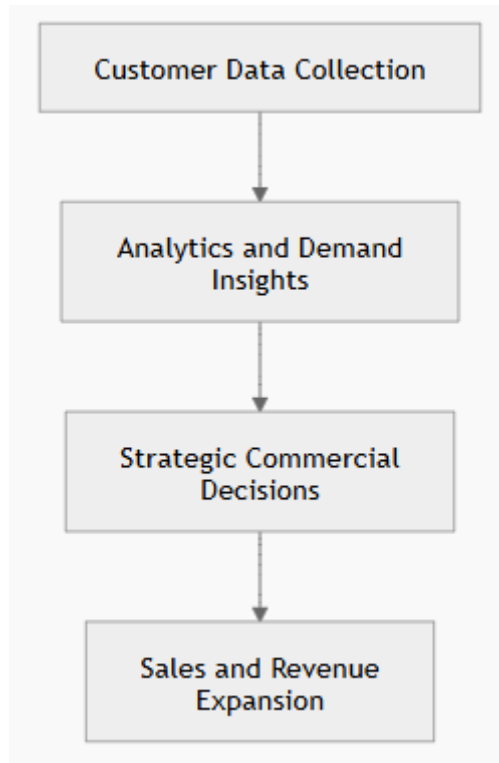 Customer Data Collection
Analytics and Demand
Insights
Strategic Commercial
Decisions
Sales and Revenue
Expansion